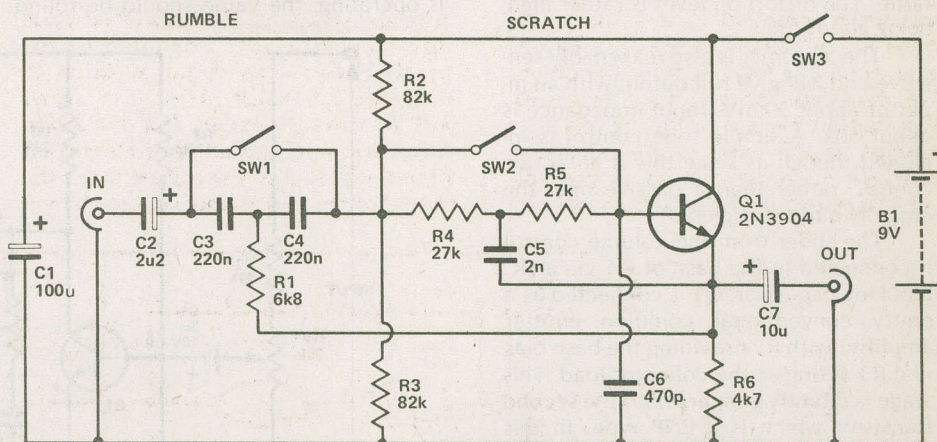 RUMBLE
SCRATCH
SW3
R2
82k
SW1
SW2
R5
27k
IN
+
Q1
2N3904
B1
9V
+
C1
100u
C2
2u2
C3
220n
C4
220n
R4
27k
C5
2n
OUT
R1
6k8
+
C7
10u
R3
82k
C6
470p
R6
4k7